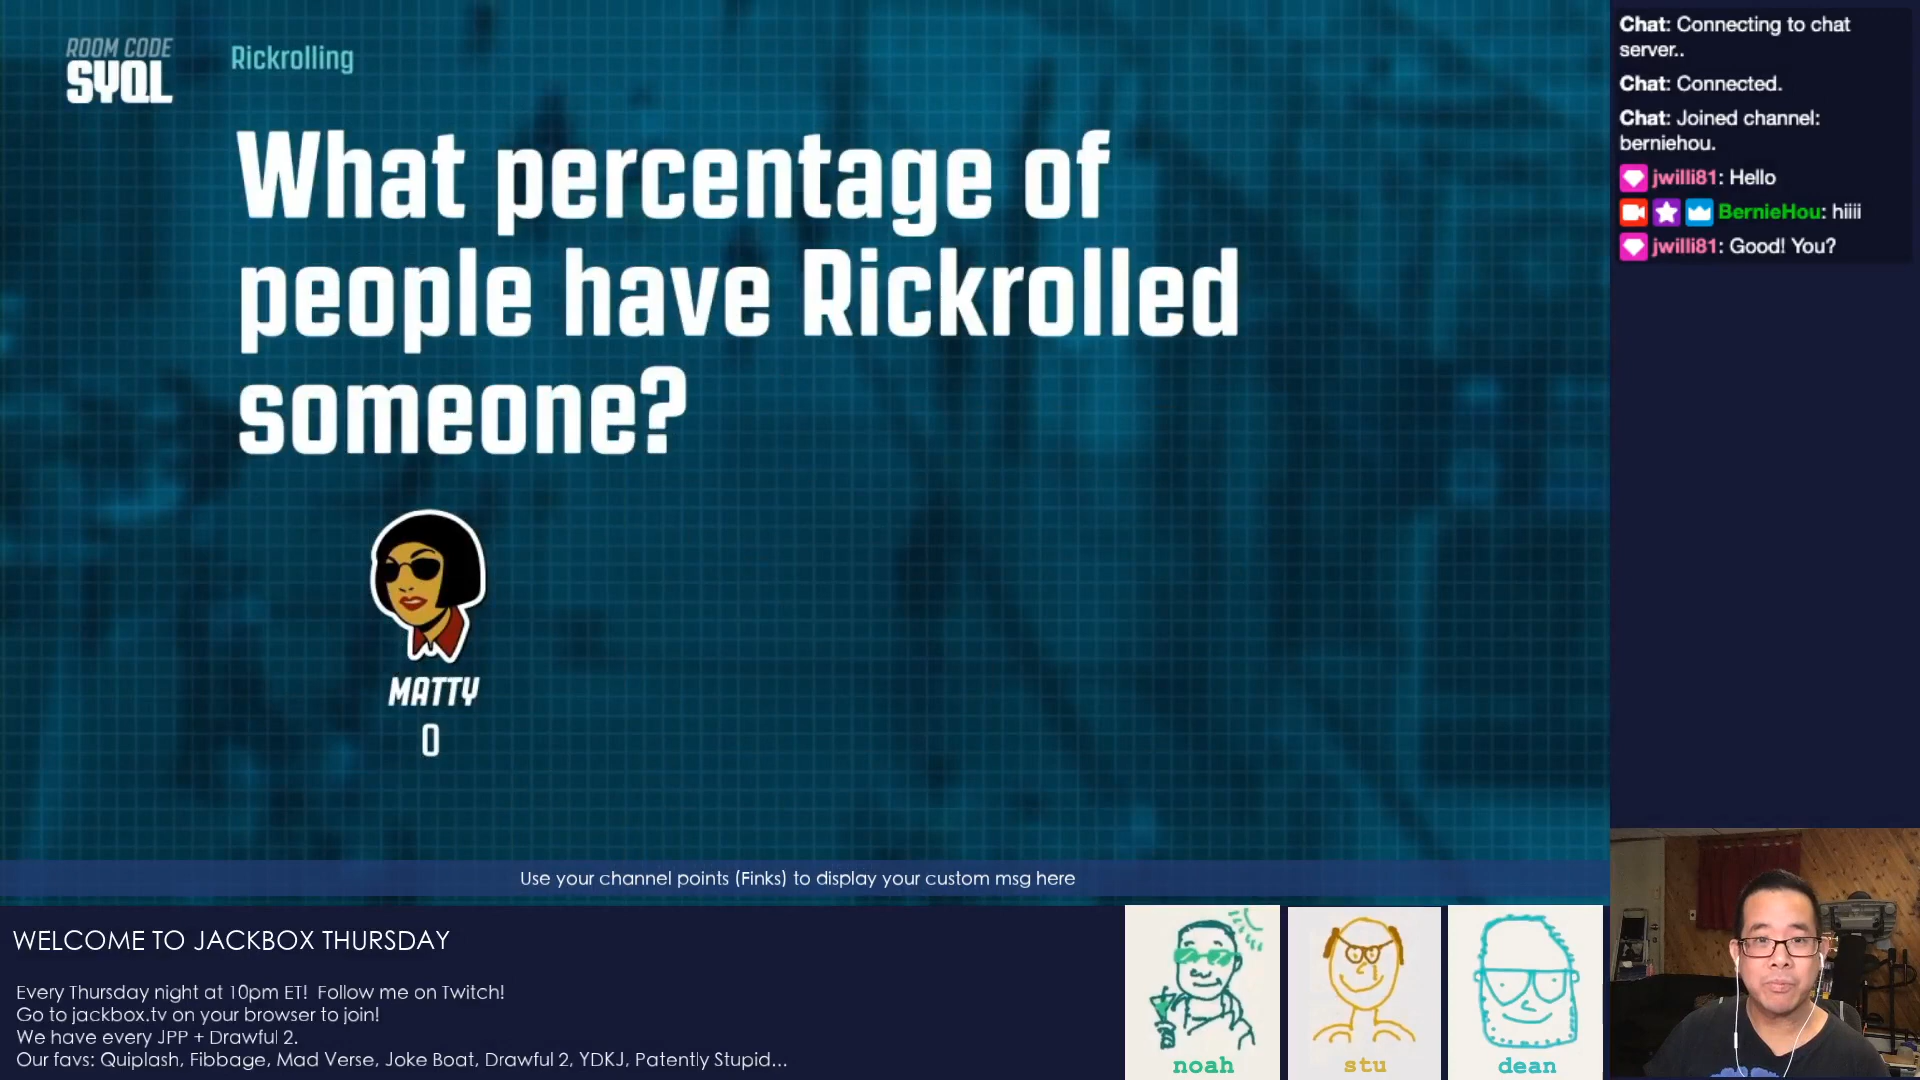 ROOM CODE
SYQL
Rickrolling
What percentage of
people have Rickrolled
someone?
MATTY
0
Use your channel points (Finks) to display your custom msg here
WELCOME TO JACKBOX THURSDAY
Every Thursday night at 10pm ET! Follow me on Twitch!
Go to jackbox.tv on your browser to join!
We have every JPP + Drawful 2.
Our favs: Quiplash, Fibbage, Mad Verse, Joke Boat, Drawful 2, YDKJ, Patently Stupid...
noah
stu
dean
Chat: Connecting to chat
server..
Chat: Connected.
Chat: Joined channel:
berniehou.
jwilli81: Hello
BernieHou: hiiii
jwilli81: Good! You?